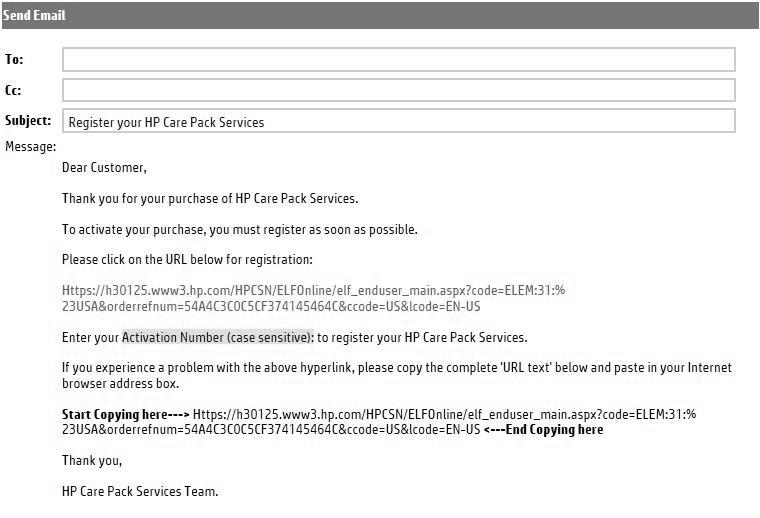 Send Email
To:
Cc:
Subject: Register your HP Care Pack Services
Message:
Dear Customer,
Thank you for your purchase of HP Care Pack Services.
To activate your purchase, you must register as soon as possible.
Please click on the URL below for registration:
Https://h30125.www3.hp.com/HPCSN/ELFOnline/elf_enduser_main.aspx?code=ELEM:31:%
23USA&orderrefnum=54A4C3C0C5CF374145464C&ccode=US&lcode=EN-US
Enter your Activation Number (case sensitive): to register your HP Care Pack Services.
If you experience a problem with the above hyperlink, please copy the complete 'URL text' below and paste in your Internet
browser address box.
Start Copying here---> Https://h30125.www3.hp.com/HPCSN/ELFOnline/elf_enduser_main.aspx?code=ELEM:31:%
23USA&orderrefnum=54A4C3C0C5CF374145464C&ccode=US&lcode=EN-US <---End Copying here
Thank you,
HP Care Pack Services Team.